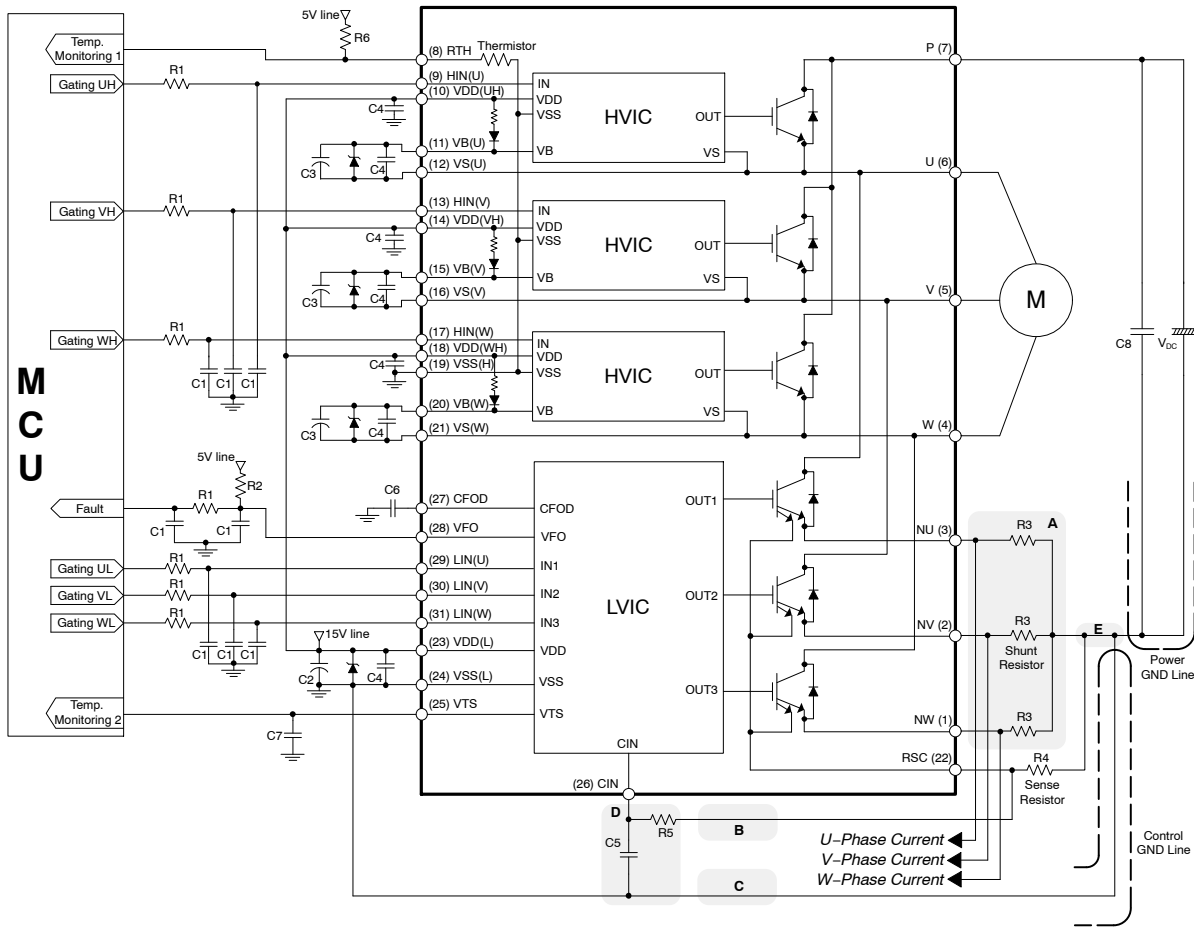 5V line
R6
Temp.
Monitoring 1
(8) RTH
Thermistor
P (7)
Gating UH
R1
(9) HIN(U)
(10) VDD(UH)
C4
IN
VDD
VSS
HVIC
OUT
VB
VS
(11) VB(U)
(12) VS(U)
C3
C4
U (6)
Gating VH
R1
(13) HIN(V)
(14) VDD(VH)
C4
IN
VDD
VSS
HVIC
OUT
VB
VS
(15) VB(V)
(16) VS(V)
C3
C4
V (5)
M
Gating WH
R1
(17) HIN(W)
(18) VDD(WH)
(19) VSS(H)
C4
IN
VDD
VSS
HVIC
OUT
VB
VS
C1
C1
C1
(20) VB(W)
(21) VS(W)
C3
C4
W (4)
C8
VDC
M
C
U
5V line
R2
Fault
R1
C1
C1
C6
(27) CFOD
CFOD
(28) VFO
VFO
OUT1
NU (3)
R3
A
Gating UL
R1
(29) LIN(U)
IN1
Gating VL
R1
(30) LIN(V)
IN2
LVIC
OUT2
Gating WL
R1
(31) LIN(W)
IN3
NV (2)
R3
Shunt
Resistor
E
C1
C1
C1
15V line
(23) VDD(L)
VDD
C2
C4
(24) VSS(L)
VSS
OUT3
Power
GND Line
Temp.
Monitoring 2
(25) VTS
VTS
C7
NW (1)
R3
CIN
RSC (22)
R4
Sense
Resistor
(26) CIN
D
R5
B
C5
C
U−Phase Current
V−Phase Current
W−Phase Current
Control
GND Line